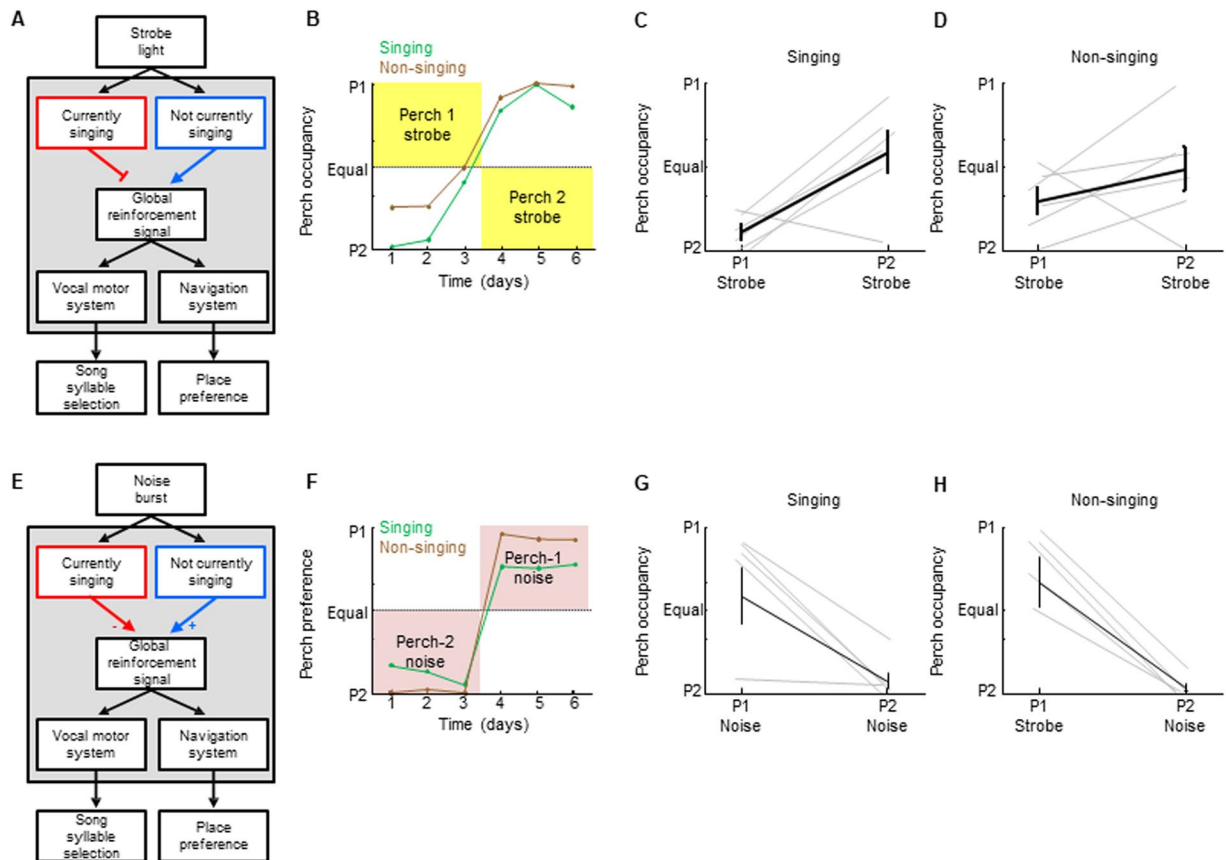 A
Strobe
light
Currently
singing
Not currently
singing
Global
reinforcement
signal
Vocal motor
system
Navigation
system
Song
syllable
selection
Place
preference
B
Singing
Non-singing
Perch occupancy
P1
Equal
P2
Perch 1
strobe
Perch 2
strobe
1 2 3 4 5 6
Time (days)
C
Singing
Perch occupancy
P1
Equal
P2
P1
Strobe
P2
Strobe
D
Non-singing
Perch occupancy
P1
Equal
P2
P1
Strobe
P2
Strobe
E
Noise
burst
Currently
singing
Not currently
singing
- +
Global
reinforcement
signal
Vocal motor
system
Navigation
system
Song
syllable
selection
Place
preference
F
Singing
Non-singing
Perch preference
P1
Equal
P2
Perch-1
noise
Perch-2
noise
1 2 3 4 5 6
Time (days)
G
Singing
Perch occupancy
P1
Equal
P2
P1
Noise
P2
Noise
H
Non-singing
Perch occupancy
P1
Equal
P2
P1
Strobe
P2
Noise